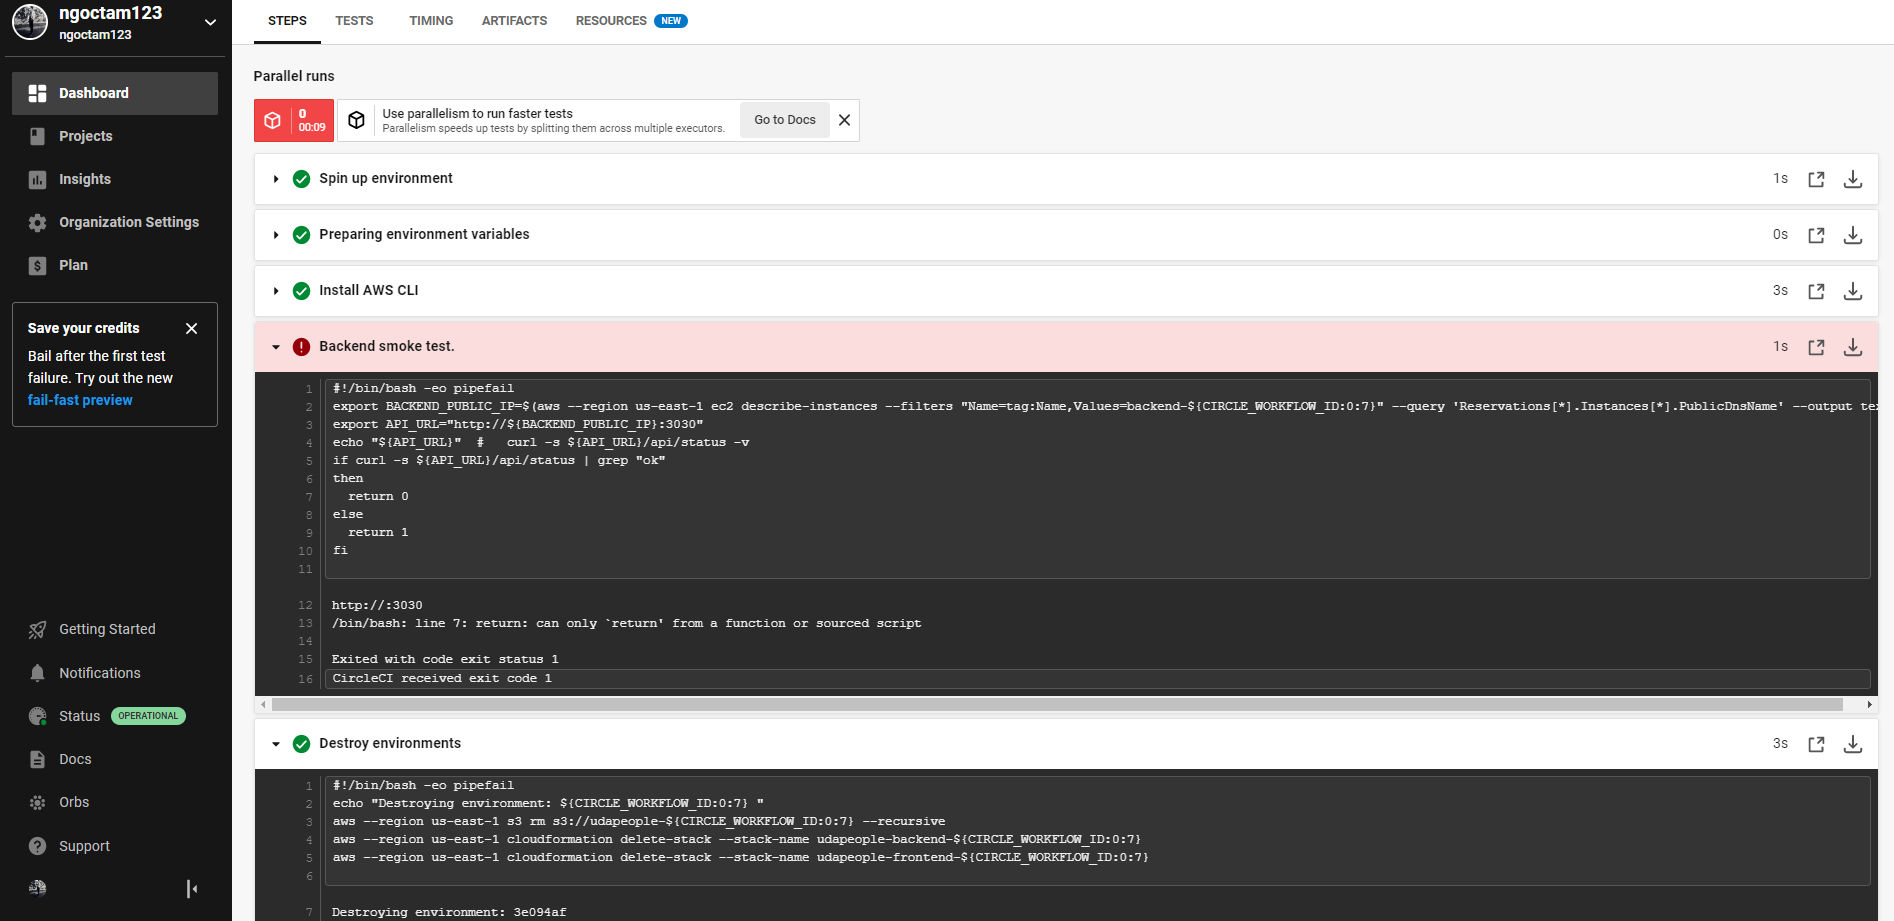 ngoctam123
ngoctam123
Dashboard
Projects
Insights
Organization Settings
Plan
Save your credits
Bail after the first test
failure. Try out the new
fail-fast preview
Getting Started
Notifications
Status OPERATIONAL
Docs
Orbs
Support
STEPS TESTS TIMING ARTIFACTS RESOURCES NEW
Parallel runs
0
00:09
Use parallelism to run faster tests
Parallelism speeds up tests by splitting them across multiple executors.
Go to Docs
Spin up environment 1s
Preparing environment variables 0s
Install AWS CLI 3s
Backend smoke test. 1s
1 #!/bin/bash -eo pipefail
2 export BACKEND_PUBLIC_IP=$(aws --region us-east-1 ec2 describe-instances --filters "Name=tag:Name,Values=backend-${CIRCLE_WORKFLOW_ID:0:7}" --query 'Reservations[*].Instances[*].PublicDnsName' --output tex
3 export API_URL="http://${BACKEND_PUBLIC_IP}:3030"
4 echo "${API_URL}"  #   curl -s ${API_URL}/api/status -v
5 if curl -s ${API_URL}/api/status | grep "ok"
6 then
7   return 0
8 else
9   return 1
10 fi
11
12 http://:3030
13 /bin/bash: line 7: return: can only `return' from a function or sourced script
14
15 Exited with code exit status 1
16 CircleCI received exit code 1
Destroy environments 3s
1 #!/bin/bash -eo pipefail
2 echo "Destroying environment: ${CIRCLE_WORKFLOW_ID:0:7} "
3 aws --region us-east-1 s3 rm s3://udapeople-${CIRCLE_WORKFLOW_ID:0:7} --recursive
4 aws --region us-east-1 cloudformation delete-stack --stack-name udapeople-backend-${CIRCLE_WORKFLOW_ID:0:7}
5 aws --region us-east-1 cloudformation delete-stack --stack-name udapeople-frontend-${CIRCLE_WORKFLOW_ID:0:7}
6
7 Destroying environment: 3e094af